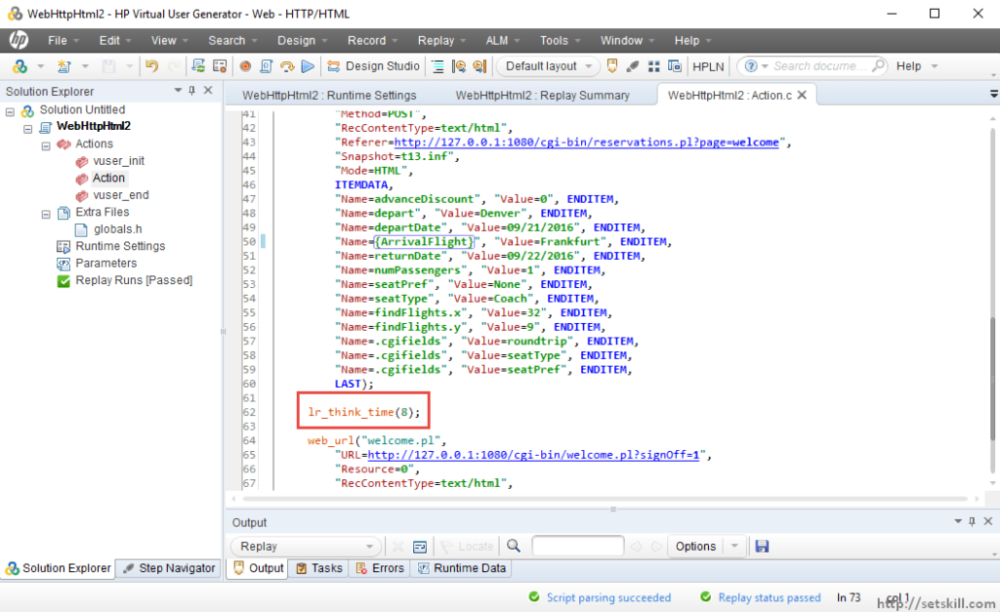 WebHttpHtml2 - HP Virtual User Generator - Web - HTTP/HTML
hp File Edit View Search Design Record Replay ALM Tools Window Help
Design Studio Default layout HPLN Search docume... Help
Solution Explorer
Solution Untitled
WebHttpHtml2
Actions
vuser_init
Action
vuser_end
Extra Files
globals.h
Runtime Settings
Parameters
Replay Runs [Passed]
Solution Explorer Step Navigator
WebHttpHtml2 : Runtime Settings WebHttpHtml2 : Replay Summary WebHttpHtml2 : Action.c
41 "Method=POST",
42 "RecContentType=text/html",
43 "Referer=http://127.0.0.1:1080/cgi-bin/reservations.pl?page=welcome",
44 "Snapshot=t13.inf",
45 "Mode=HTML",
46 ITEMDATA,
47 "Name=advanceDiscount", "Value=0", ENDITEM,
48 "Name=depart", "Value=Denver", ENDITEM,
49 "Name=departDate", "Value=09/21/2016", ENDITEM,
50 "Name={ArrivalFlight}", "Value=Frankfurt", ENDITEM,
51 "Name=returnDate", "Value=09/22/2016", ENDITEM,
52 "Name=numPassengers", "Value=1", ENDITEM,
53 "Name=seatPref", "Value=None", ENDITEM,
54 "Name=seatType", "Value=Coach", ENDITEM,
55 "Name=findFlights.x", "Value=32", ENDITEM,
56 "Name=findFlights.y", "Value=9", ENDITEM,
57 "Name=.cgifields", "Value=roundtrip", ENDITEM,
58 "Name=.cgifields", "Value=seatType", ENDITEM,
59 "Name=.cgifields", "Value=seatPref", ENDITEM,
60 LAST);
61
62 lr_think_time(8);
63
64 web_url("welcome.pl",
65 "URL=http://127.0.0.1:1080/cgi-bin/welcome.pl?signOff=1",
66 "Resource=0",
67 "RecContentType=text/html",
Output
Replay Locate Options
Output Tasks Errors Runtime Data
Script parsing succeeded Replay status passed ln 73 col 1
http://setskill.com